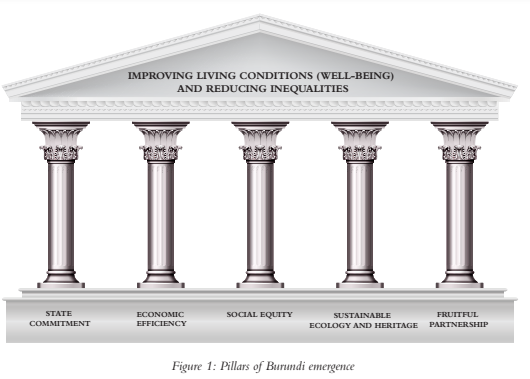 IMPROVING LIVING CONDITIONS (WELL-BEING)
AND REDUCING INEQUALITIES
STATE
COMMITMENT
ECONOMIC
EFFICIENCY
SOCIAL EQUITY
SUSTAINABLE
ECOLOGY AND HERITAGE
FRUITFUL
PARTNERSHIP
Figure 1: Pillars of Burundi emergence